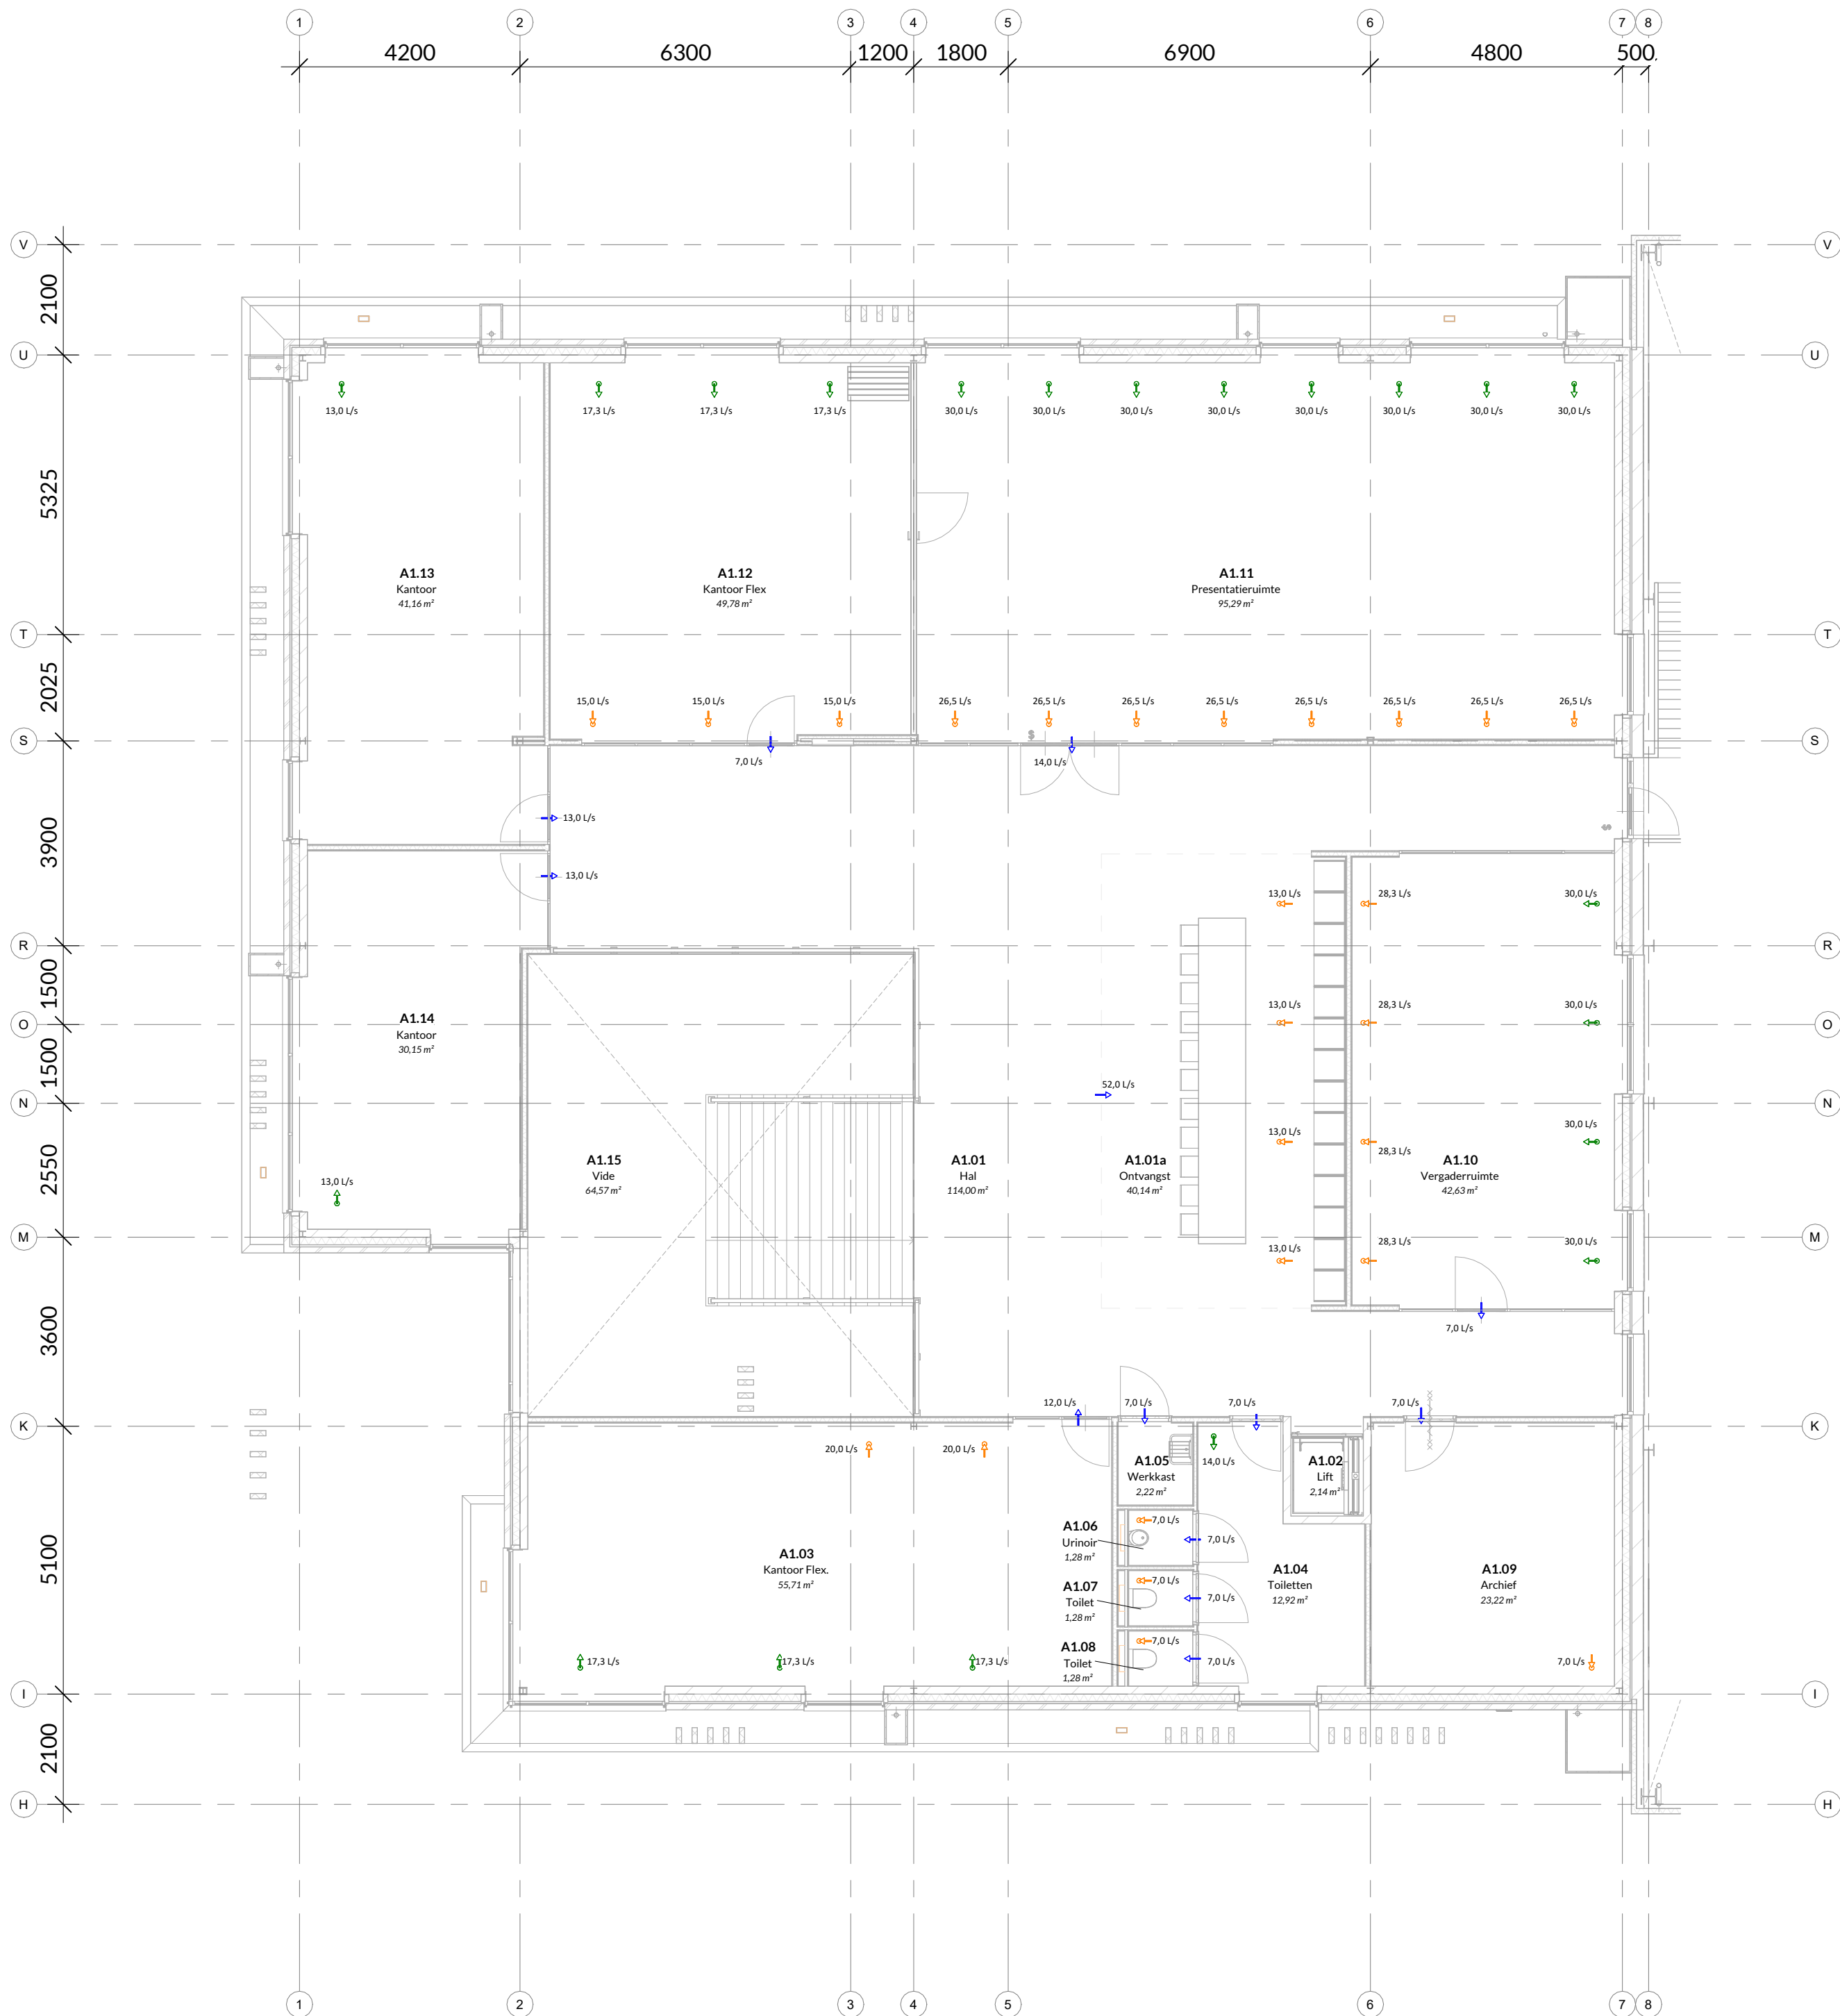 1 2 3 4 5 6 7 8
4200 6300 1200 1800 6900 4800 500
V V
2100
U U
13,0 L/s 17,3 L/s 17,3 L/s 17,3 L/s 30,0 L/s 30,0 L/s 30,0 L/s 30,0 L/s 30,0 L/s 30,0 L/s 30,0 L/s 30,0 L/s
5325
A1.13 A1.12 A1.11
Kantoor Kantoor Flex Presentatieruimte
41,16 m² 49,78 m² 95,29 m²
T T
2025
15,0 L/s 15,0 L/s 15,0 L/s 26,5 L/s 26,5 L/s 26,5 L/s 26,5 L/s 26,5 L/s 26,5 L/s 26,5 L/s 26,5 L/s
S S
7,0 L/s 14,0 L/s
13,0 L/s
3900
13,0 L/s
13,0 L/s 28,3 L/s 30,0 L/s
R R
1500
13,0 L/s 28,3 L/s 30,0 L/s
A1.14
Kantoor
30,15 m²
O O
1500
52,0 L/s
N N
13,0 L/s 28,3 L/s 30,0 L/s
2550
A1.15 A1.01 A1.01a A1.10
Vide Hal Ontvangst Vergaderruimte
64,57 m² 114,00 m² 40,14 m² 42,63 m²
13,0 L/s
M M
13,0 L/s 28,3 L/s 30,0 L/s
3600
7,0 L/s
12,0 L/s 7,0 L/s 7,0 L/s 7,0 L/s
K K
20,0 L/s 20,0 L/s
A1.05 14,0 L/s A1.02
Werkkast Lift
2,22 m² 2,14 m²
5100
A1.06 7,0 L/s
Urinoir 7,0 L/s
1,28 m²
A1.03 A1.04 A1.09
Kantoor Flex. Toiletten Archief
55,71 m² 12,92 m² 23,22 m²
A1.07 7,0 L/s
Toilet 7,0 L/s
1,28 m²
A1.08 7,0 L/s
Toilet 7,0 L/s
1,28 m²
17,3 L/s 17,3 L/s 17,3 L/s 7,0 L/s
I I
2100
H H
1 2 3 4 5 6 7 8